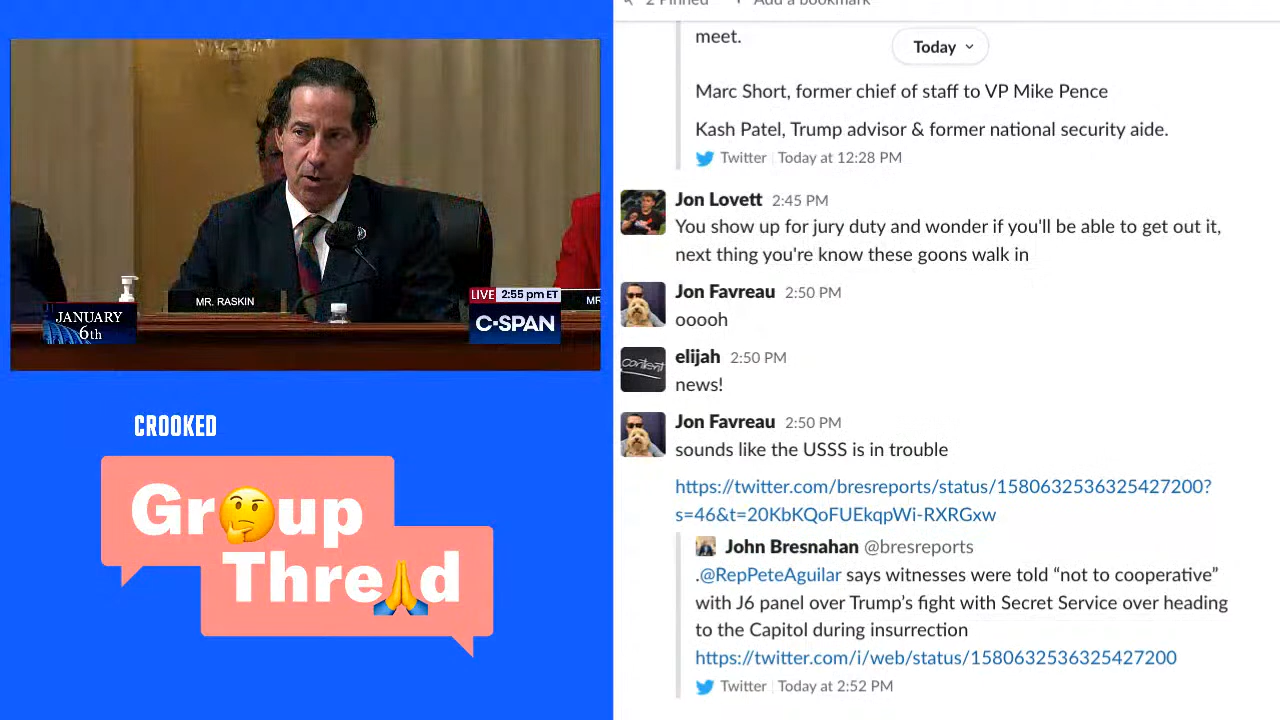 MR. RASKIN
LIVE 2:55 pm ET
MR
JANUARY
6th
C-SPAN
CROOKED
Gr🤔up
Thre🙏d
2 Pinned + Add a bookmark
meet.
Today
Marc Short, former chief of staff to VP Mike Pence
Kash Patel, Trump advisor & former national security aide.
Twitter | Today at 12:28 PM
Jon Lovett 2:45 PM
You show up for jury duty and wonder if you'll be able to get out it,
next thing you're know these goons walk in
Jon Favreau 2:50 PM
ooooh
content
elijah 2:50 PM
news!
Jon Favreau 2:50 PM
sounds like the USSS is in trouble
https://twitter.com/bresreports/status/1580632536325427200?
s=46&t=20KbKQoFUEkqpWi-RXRGxw
John Bresnahan @bresreports
.@RepPeteAguilar says witnesses were told “not to cooperative”
with J6 panel over Trump’s fight with Secret Service over heading
to the Capitol during insurrection
https://twitter.com/i/web/status/1580632536325427200
Twitter | Today at 2:52 PM